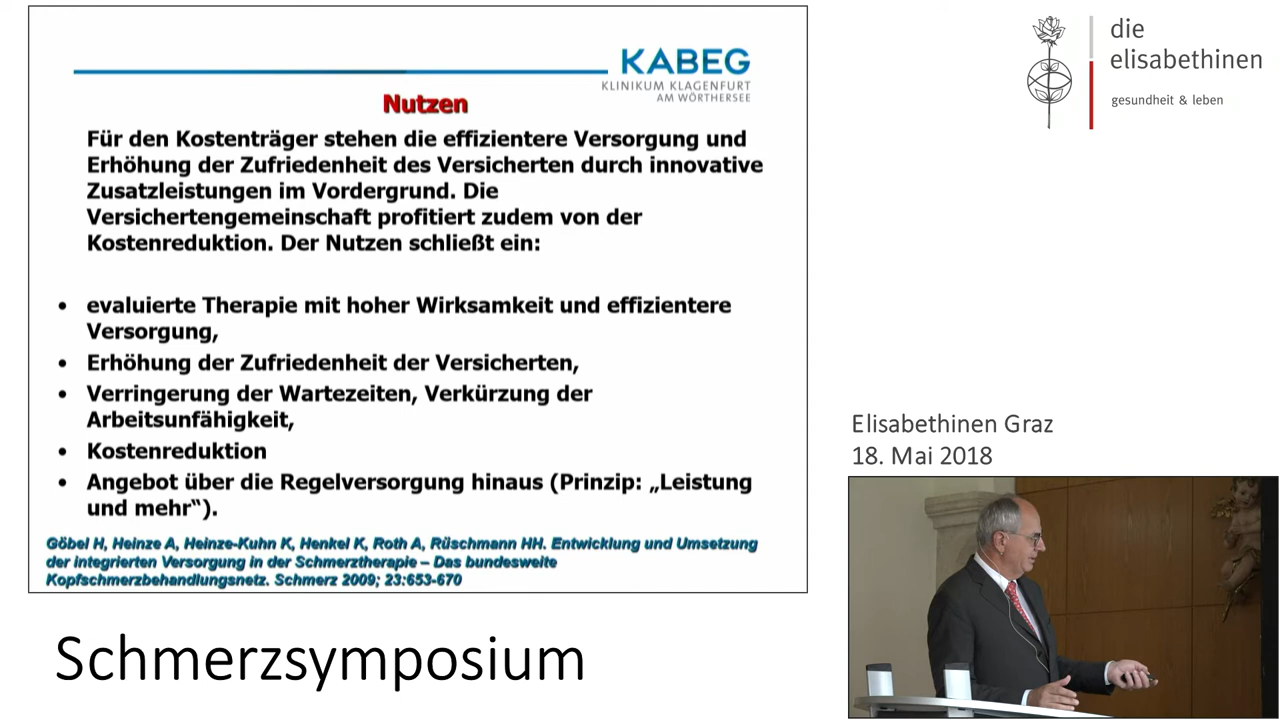 KABEG
KLINIKUM KLAGENFURT
AM WÖRTHERSEE
Nutzen
Für den Kostenträger stehen die effizientere Versorgung und
Erhöhung der Zufriedenheit des Versicherten durch innovative
Zusatzleistungen im Vordergrund. Die
Versichertengemeinschaft profitiert zudem von der
Kostenreduktion. Der Nutzen schließt ein:
• evaluierte Therapie mit hoher Wirksamkeit und effizientere
Versorgung,
• Erhöhung der Zufriedenheit der Versicherten,
• Verringerung der Wartezeiten, Verkürzung der
Arbeitsunfähigkeit,
• Kostenreduktion
• Angebot über die Regelversorgung hinaus (Prinzip: „Leistung
und mehr“).
Göbel H, Heinze A, Heinze-Kuhn K, Henkel K, Roth A, Rüschmann HH. Entwicklung und Umsetzung
der integrierten Versorgung in der Schmerztherapie – Das bundesweite
Kopfschmerzbehandlungsnetz. Schmerz 2009; 23:653-670
die
elisabethinen
gesundheit & leben
Elisabethinen Graz
18. Mai 2018
Schmerzsymposium